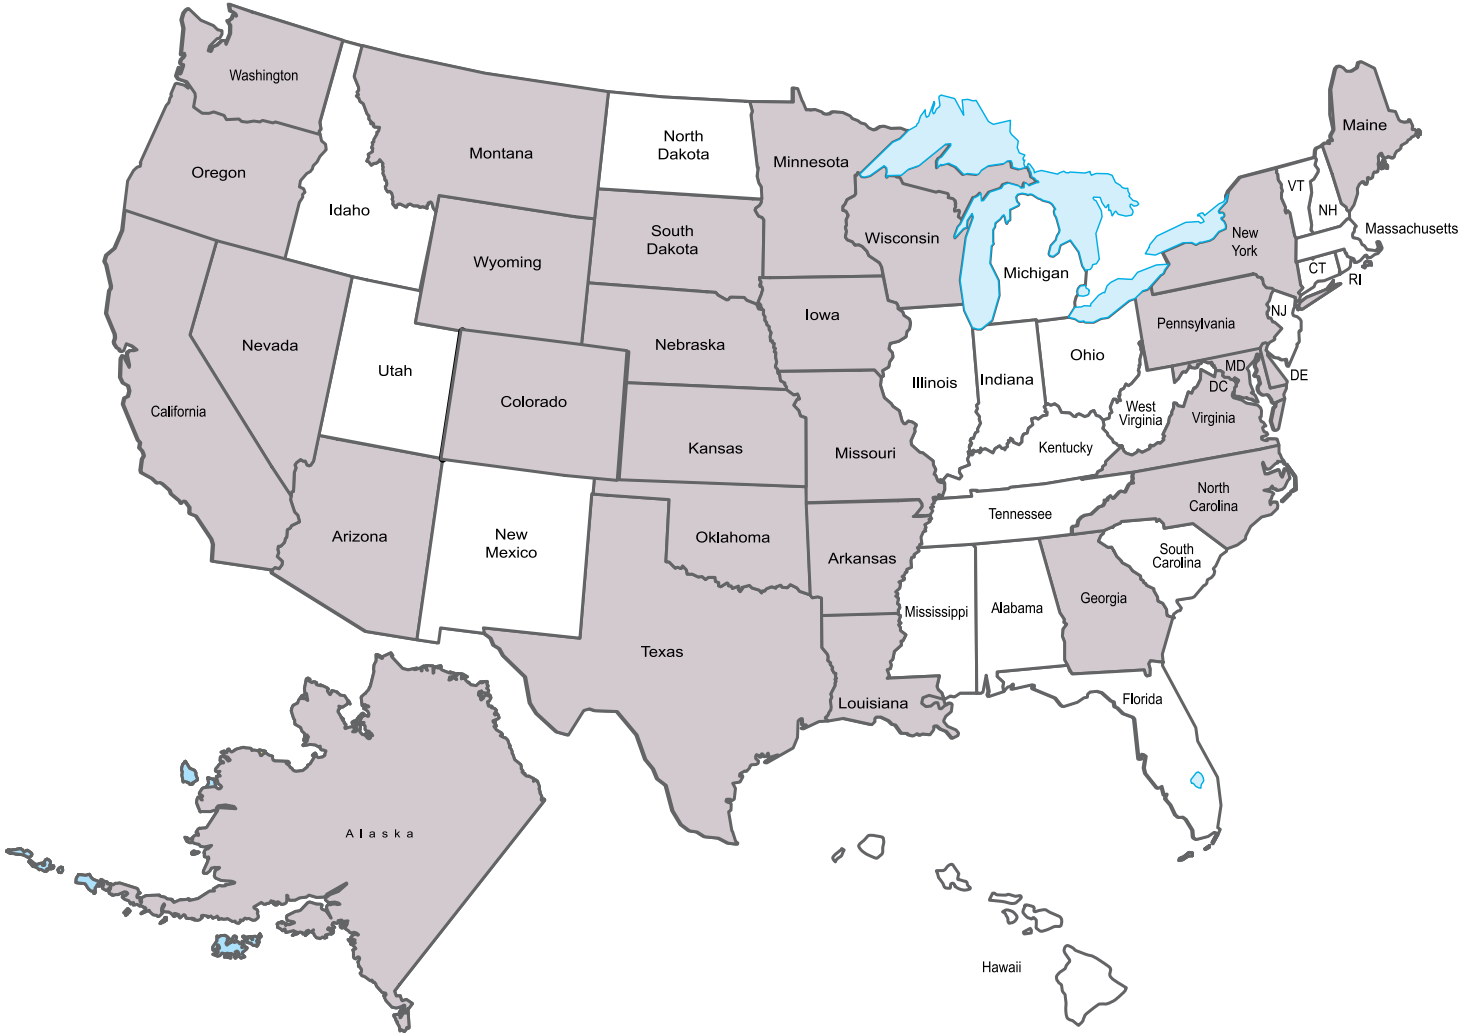 Washington
Maine
Montana
North
Dakota
Minnesota
Oregon
VT
Idaho
NH
Massachusetts
South
Dakota
Wisconsin
New
York
Wyoming
Michigan
CT
RI
Iowa
Pennsylvania
NJ
Nevada
Nebraska
Ohio
Utah
Illinois
Indiana
MD
DE
DC
California
Colorado
West
Virginia
Virginia
Kansas
Missouri
Kentucky
North
Carolina
Tennessee
Arizona
New
Mexico
Oklahoma
Arkansas
South
Carolina
Mississippi
Alabama
Georgia
Texas
Louisiana
Florida
Alaska
Hawaii